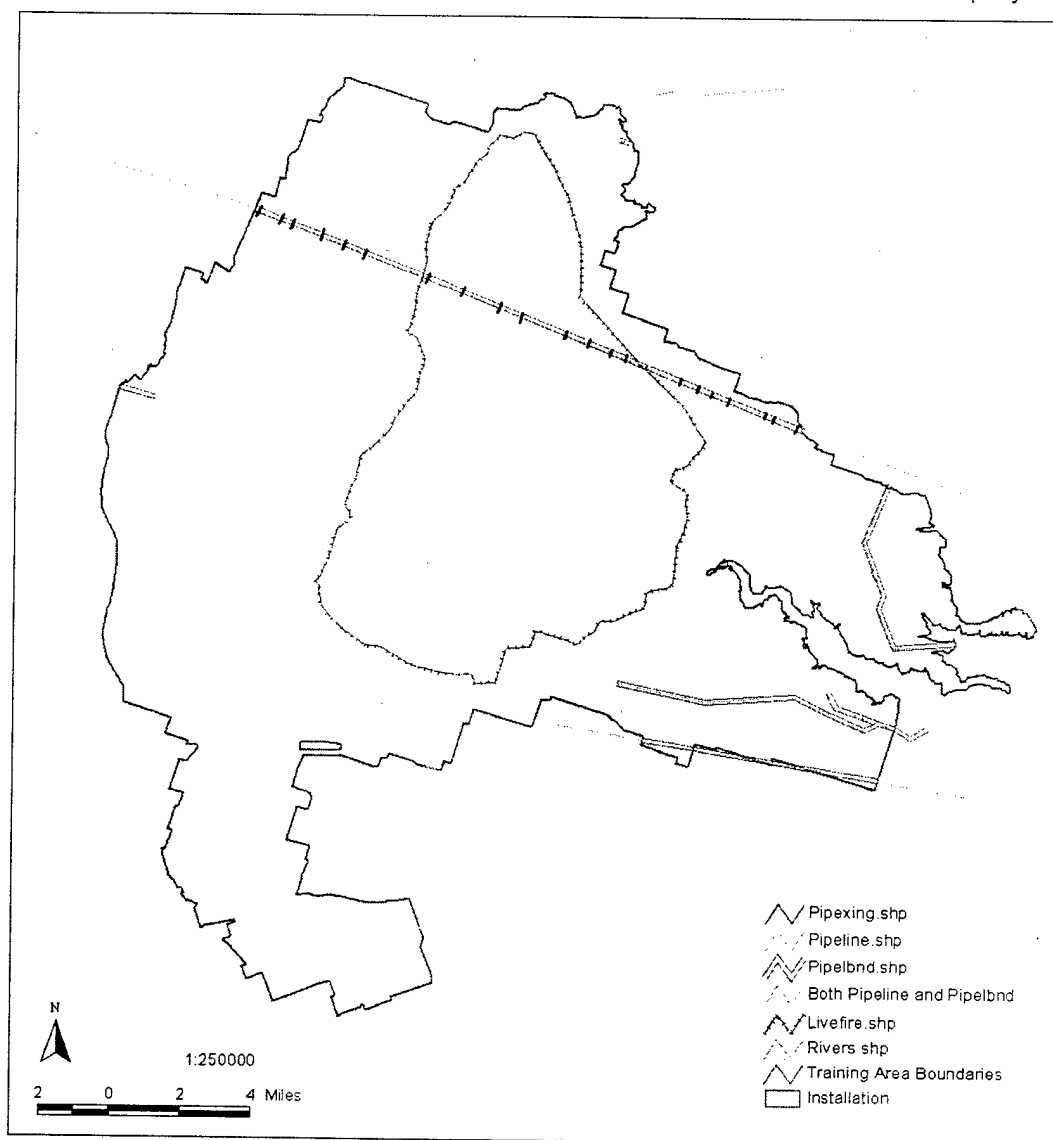 Pipexing.shp
Pipeline.shp
Pipelbnd.shp
Both Pipeline and Pipelbnd
Livefire.shp
Rivers shp
Training Area Boundaries
Installation
N
1:250000
2 0 2 4 Miles